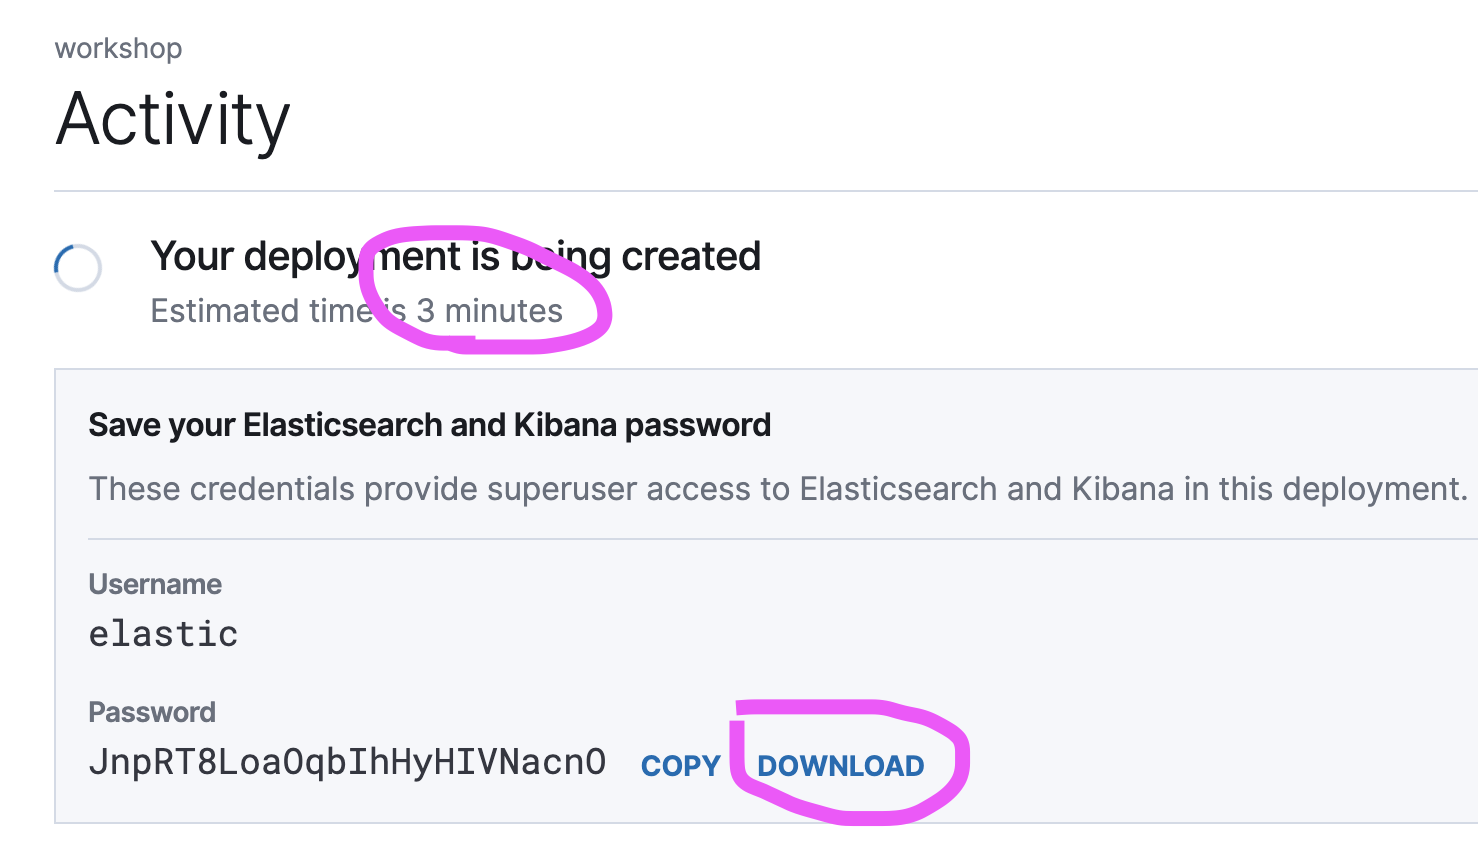 workshop
Activity
Your deployment is being created
Estimated time is 3 minutes
Save your Elasticsearch and Kibana password
These credentials provide superuser access to Elasticsearch and Kibana in this deployment.
Username
elastic
Password
JnpRT8LoaOqbIhHyHIVNacnO COPY DOWNLOAD